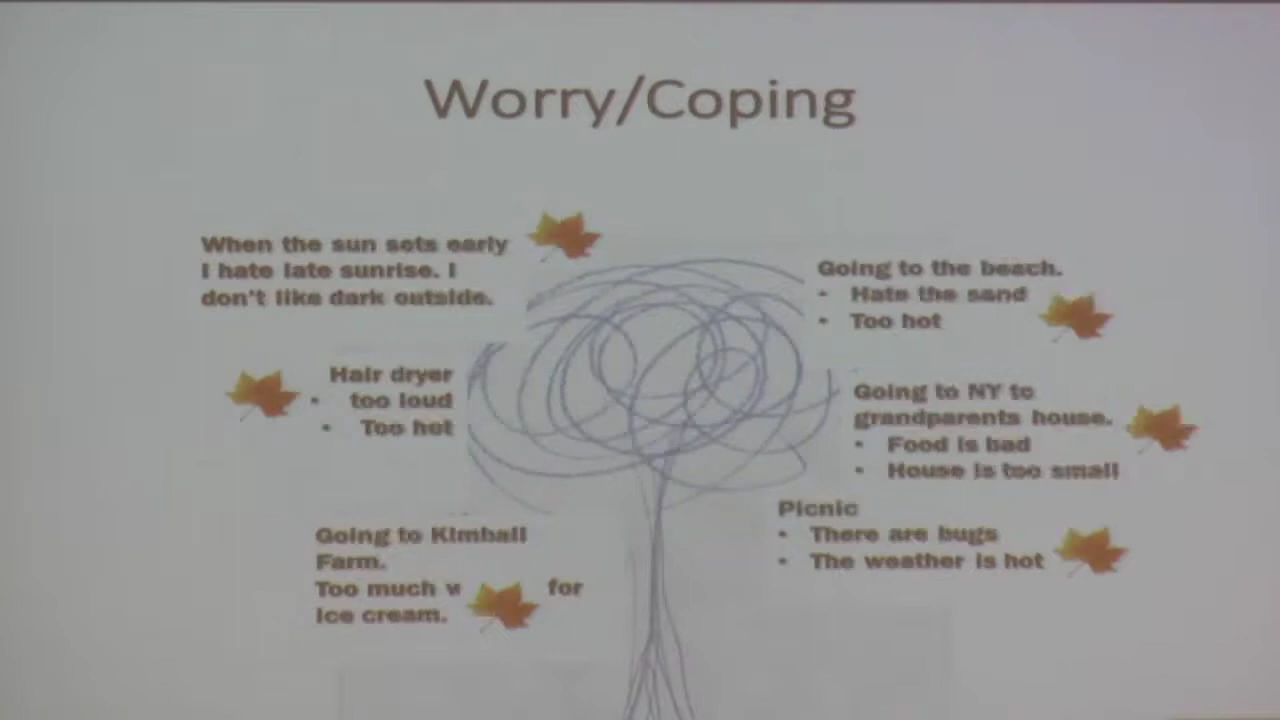 Worry/Coping
When the sun sets early
I hate late sunrise. I
don't like dark outside.
Hair dryer
• too loud
• Too hot
Going to Kimball
Farm.
Too much w for
ice cream.
Going to the beach.
• Hate the sand
• Too hot
Going to NY to
grandparents house.
• Food is bad
• House is too small
Picnic
• There are bugs
• The weather is hot